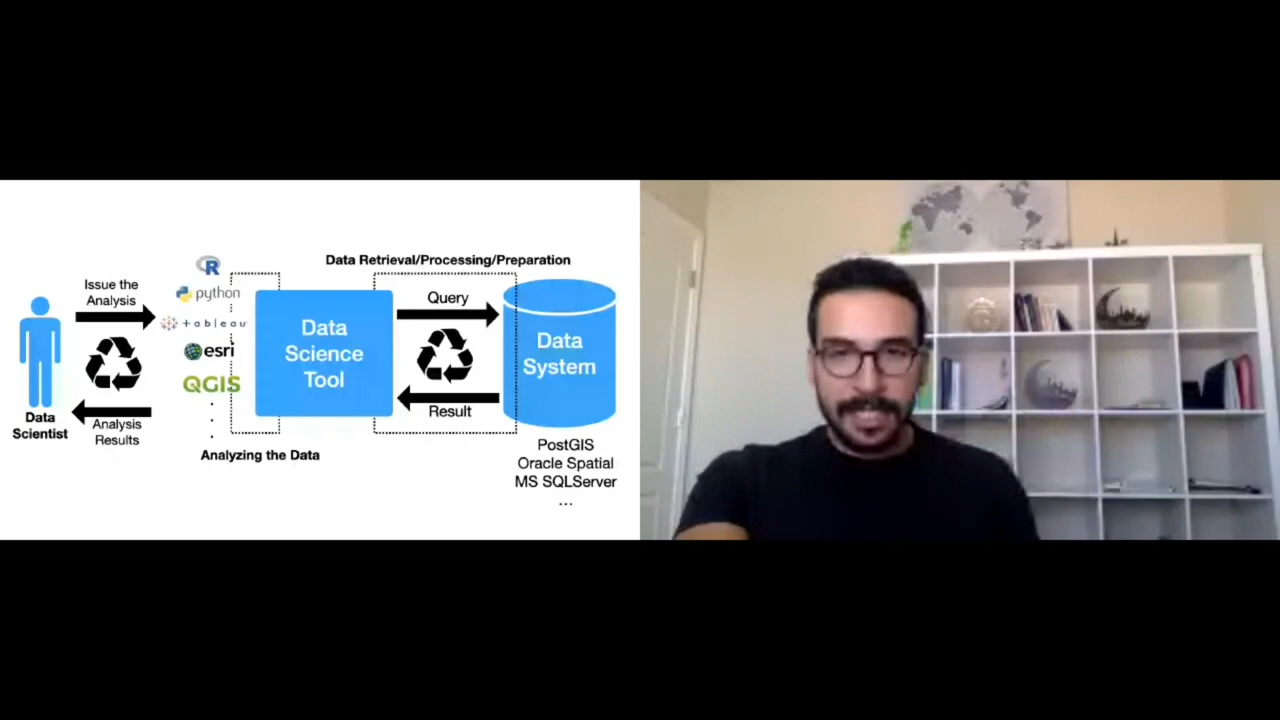 Data Retrieval/Processing/Preparation
Issue the
Analysis
R
python
+ a b l e a u
esri
QGIS
Data
Science
Tool
Query
Result
Data
System
Data
Scientist
Analysis
Results
Analyzing the Data
PostGIS
Oracle Spatial
MS SQLServer
...